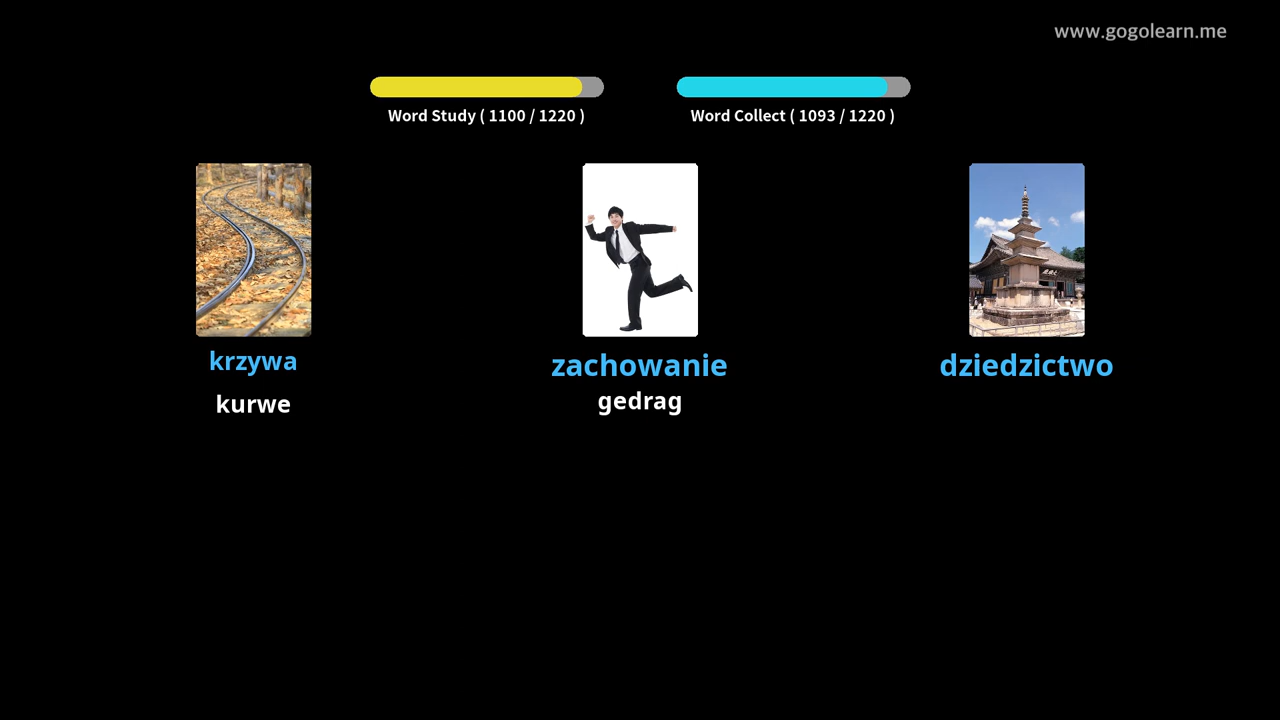 www.gogolearn.me
Word Study ( 1100 / 1220 )
Word Collect ( 1093 / 1220 )
krzywa
kurwe
zachowanie
gedrag
dziedzictwo